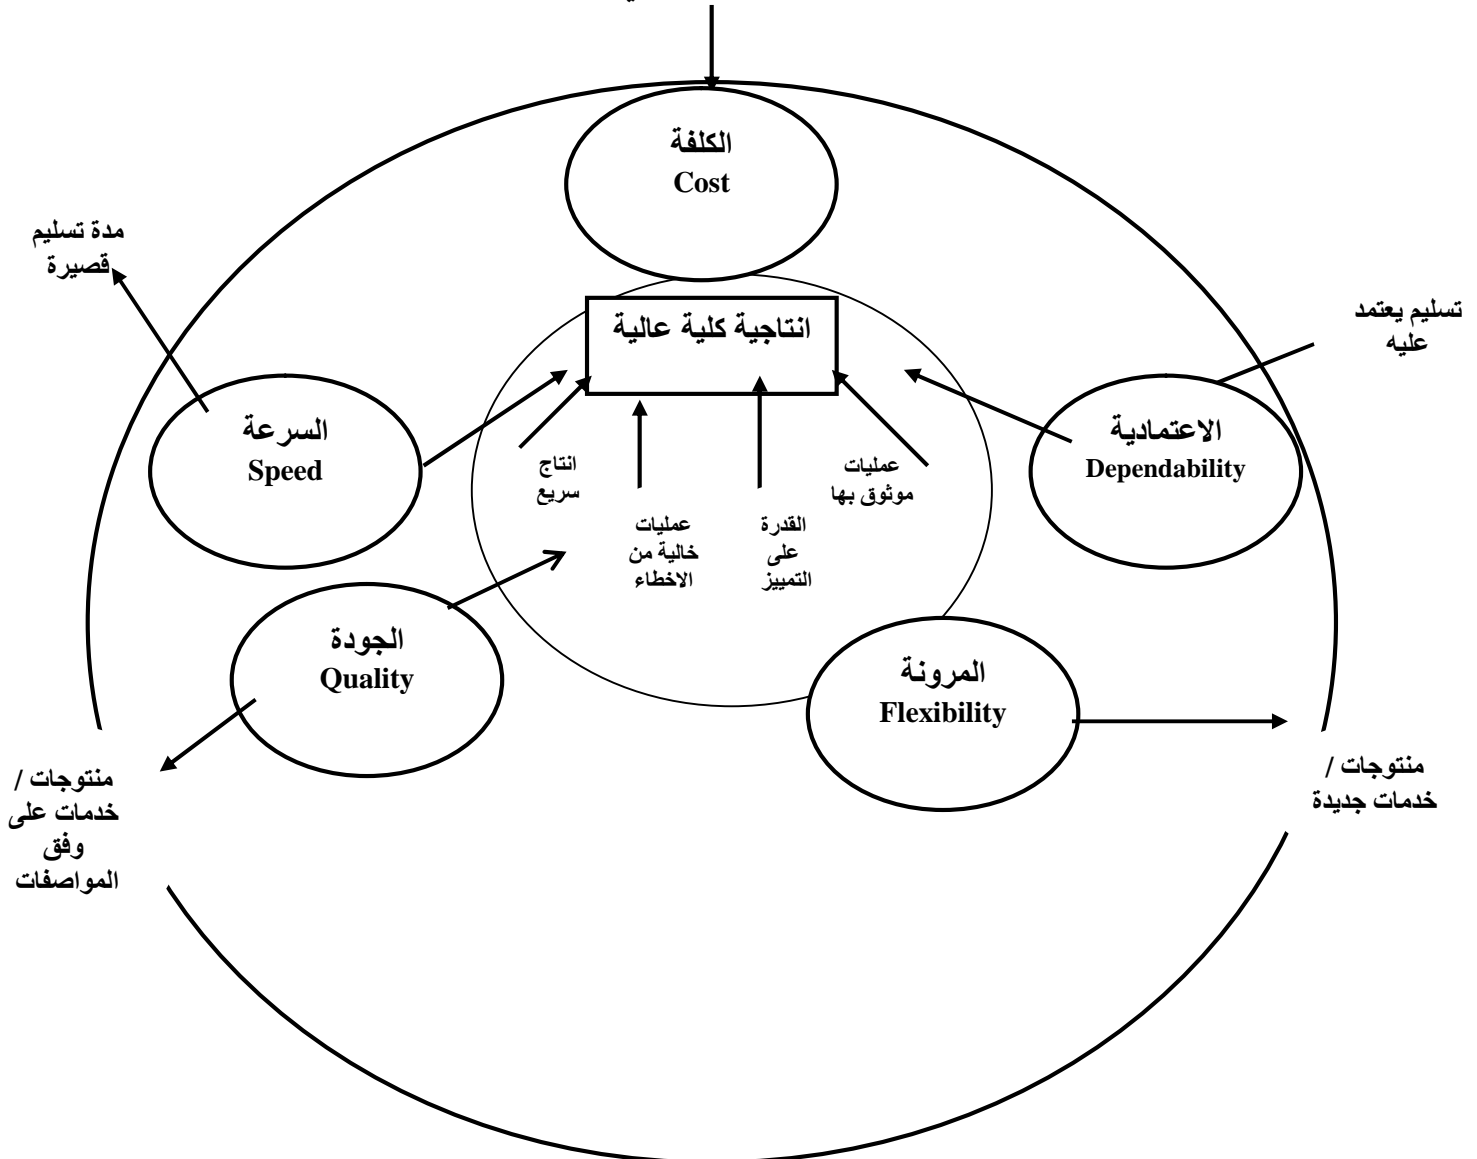 الكلفة
Cost
مدة تسليم
قصيرة
تسليم يعتمد
عليه
انتاجية كلية عالية
السرعة
Speed
الاعتمادية
Dependability
انتاج
سريع
عمليات
موثوق بها
عمليات
خالية من
الاخطاء
القدرة
على
التمييز
الجودة
Quality
المرونة
Flexibility
منتوجات /
خدمات على
وفق
المواصفات
منتوجات /
خدمات جديدة